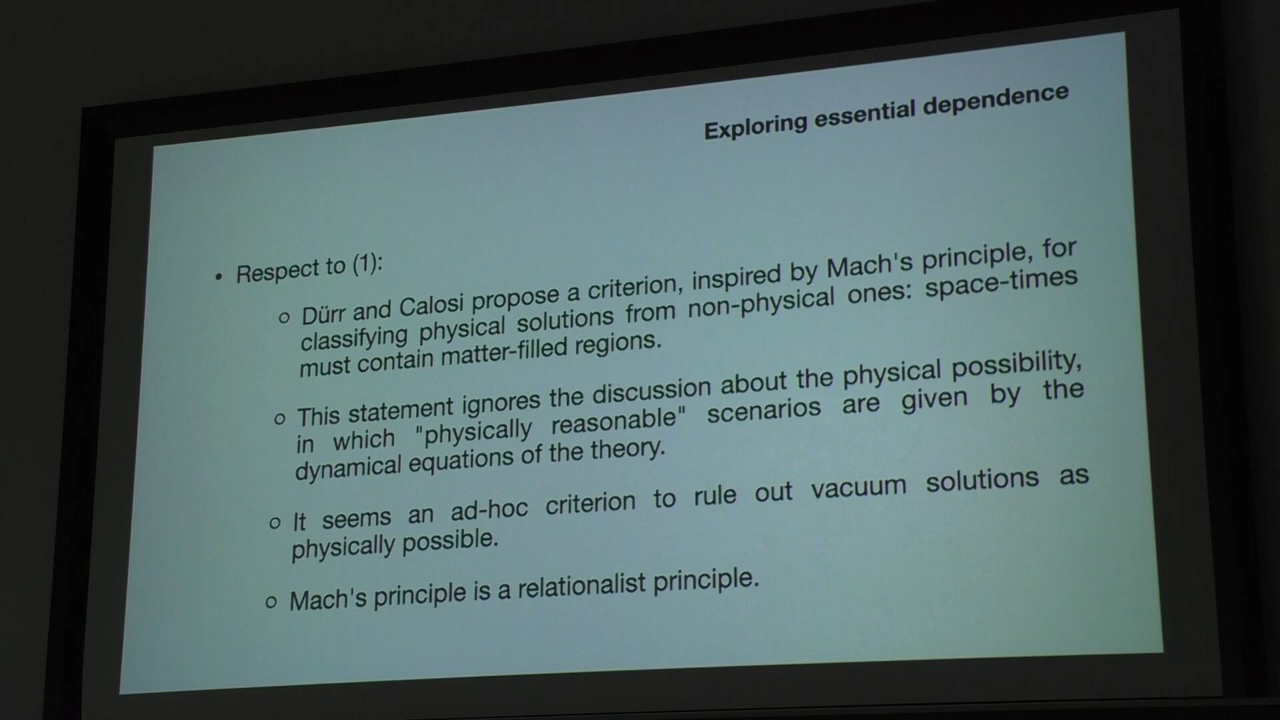 Exploring essential dependence
• Respect to (1):
○ Dürr and Calosi propose a criterion, inspired by Mach's principle, for
classifying physical solutions from non-physical ones: space-times
must contain matter-filled regions.
○ This statement ignores the discussion about the physical possibility,
in which "physically reasonable" scenarios are given by the
dynamical equations of the theory.
○ It seems an ad-hoc criterion to rule out vacuum solutions as
physically possible.
○ Mach's principle is a relationalist principle.